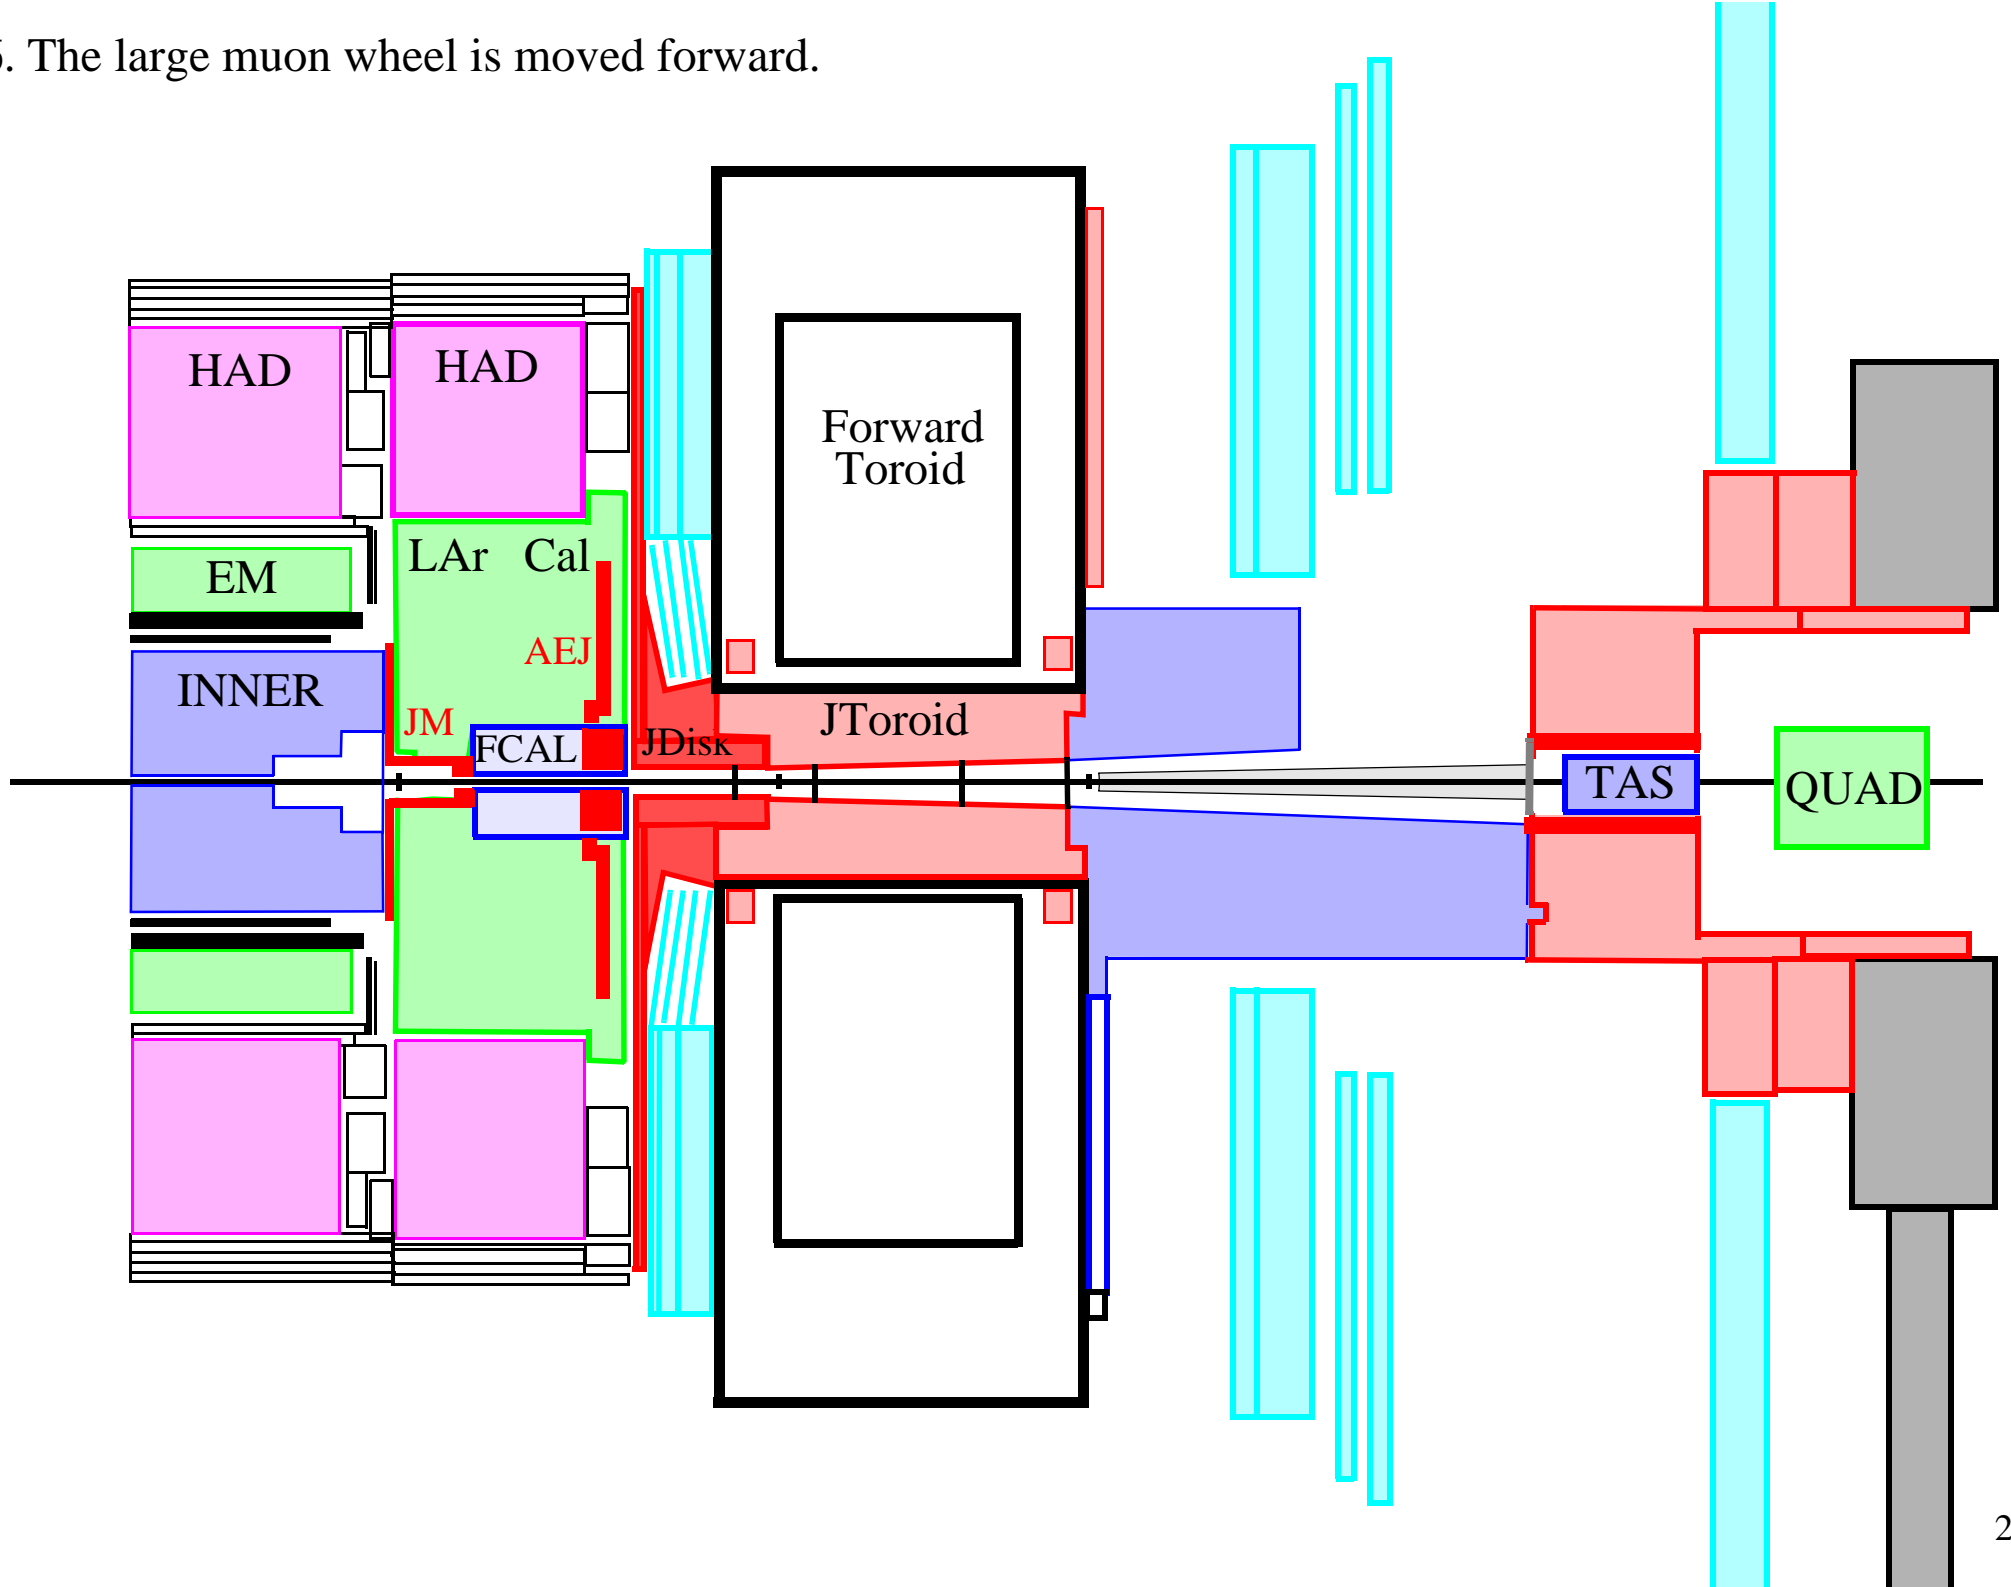 . The large muon wheel is moved forward.
HAD
HAD
Forward
Toroid
LAr Cal
EM
AEJ
INNER
JM
JToroid
FCAL
JDisk
TAS
QUAD
2